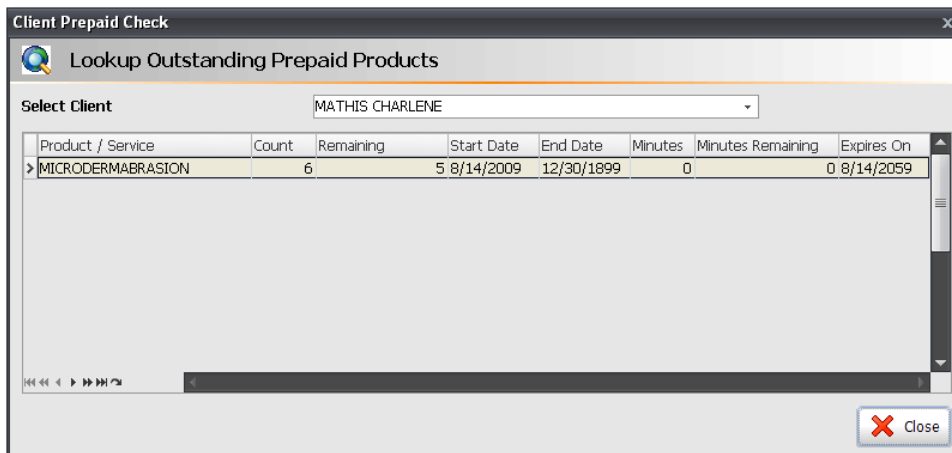 Client Prepaid Check
Lookup Outstanding Prepaid Products
Select Client MATHIS CHARLENE
Product / Service Count Remaining Start Date End Date Minutes Minutes Remaining Expires On
MICRODERMABRASION 6 5 8/14/2009 12/30/1899 0 0 8/14/2059
Close